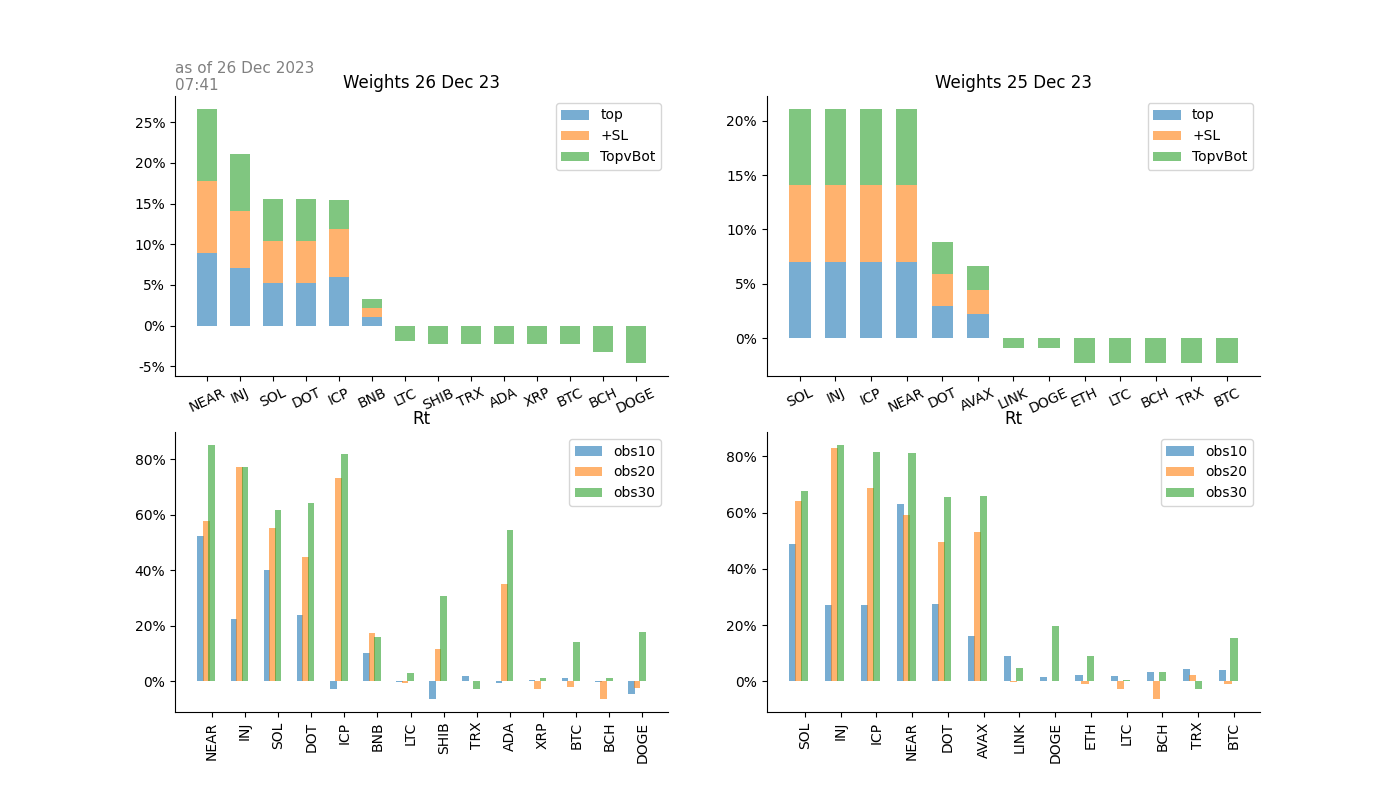 as of 26 Dec 2023
07:41
Weights 26 Dec 23
25%
20%
15%
10%
5%
0%
-5%
top
+SL
TopvBot
NEAR INJ SOL DOT ICP BNB LTC SHIB TRX ADA XRP BTC BCH DOGE
Weights 25 Dec 23
20%
15%
10%
5%
0%
top
+SL
TopvBot
SOL INJ ICP NEAR DOT AVAX LINK DOGE ETH LTC BCH TRX BTC
Rt
80%
60%
40%
20%
0%
obs10
obs20
obs30
NEAR INJ SOL DOT ICP BNB LTC SHIB TRX ADA XRP BTC BCH DOGE
Rt
80%
60%
40%
20%
0%
obs10
obs20
obs30
SOL INJ ICP NEAR DOT AVAX LINK DOGE ETH LTC BCH TRX BTC